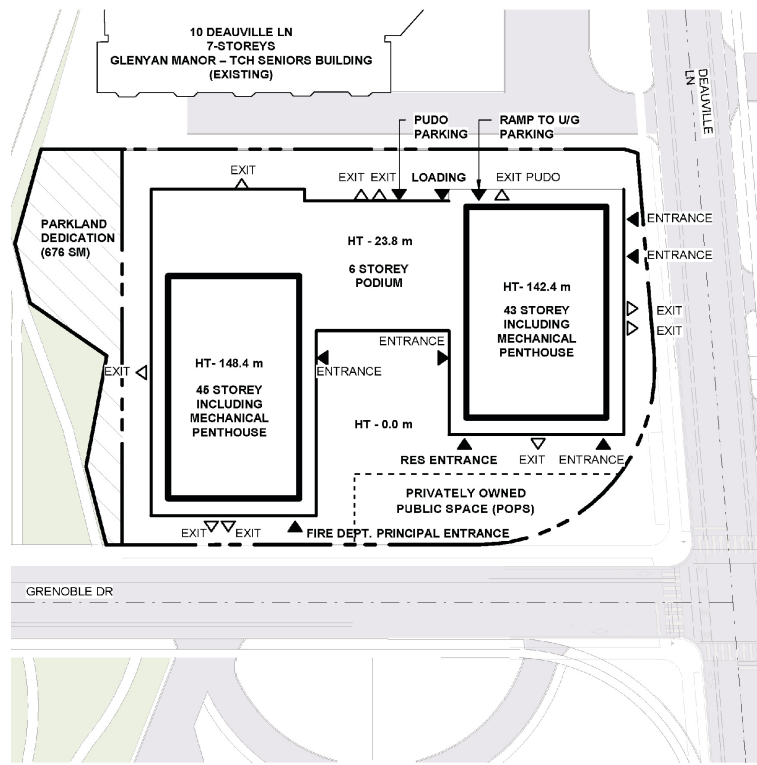 10 DEAUVILLE LN
7-STOREYS
GLENYAN MANOR – TCH SENIORS BUILDING
(EXISTING)
DEAUVILLE
LN
PUDO
PARKING
RAMP TO U/G
PARKING
EXIT
EXIT
EXIT
LOADING
EXIT
PUDO
PARKLAND
DEDICATION
(676 SM)
ENTRANCE
HT - 23.8 m
6 STOREY
PODIUM
ENTRANCE
HT- 142.4 m
43 STOREY
INCLUDING
MECHANICAL
PENTHOUSE
EXIT
EXIT
ENTRANCE
HT- 148.4 m
45 STOREY
INCLUDING
MECHANICAL
PENTHOUSE
EXIT
ENTRANCE
HT - 0.0 m
RES ENTRANCE
EXIT
ENTRANCE
PRIVATELY OWNED
PUBLIC SPACE (POPS)
EXIT
EXIT
FIRE DEPT. PRINCIPAL ENTRANCE
GRENOBLE DR